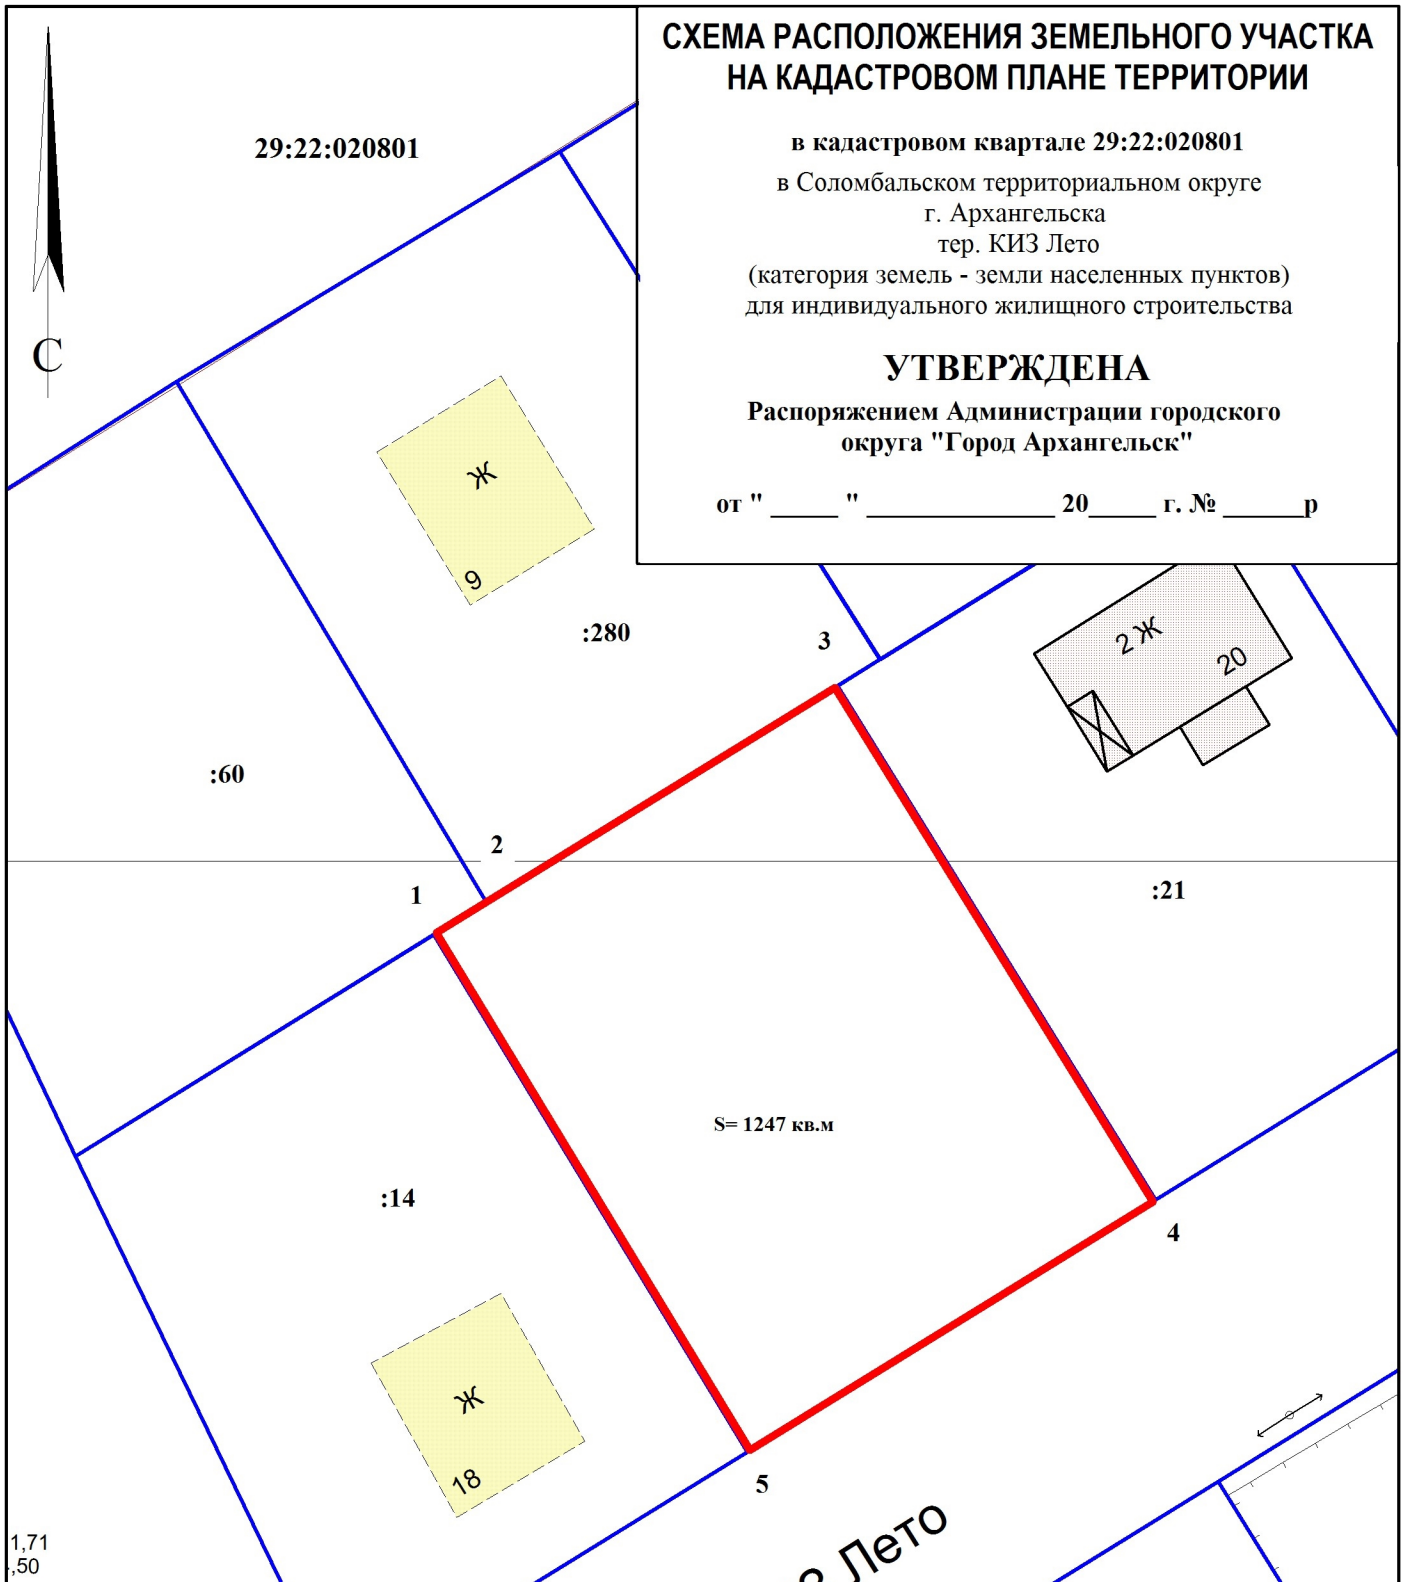 СХЕМА РАСПОЛОЖЕНИЯ ЗЕМЕЛЬНОГО УЧАСТКА
НА КАДАСТРОВОМ ПЛАНЕ ТЕРРИТОРИИ
в кадастровом квартале 29:22:020801
в Соломбальском территориальном округе
г. Архангельска
тер. КИЗ Лето
(категория земель - земли населенных пунктов)
для индивидуального жилищного строительства
УТВЕРЖДЕНА
Распоряжением Администрации городского
округа "Город Архангельск"
от " _____ " ______________ 20_____ г. № ______р
29:22:020801
С
Ж
9
:280
3
2 Ж
20
:60
2
1
:21
S= 1247 кв.м
:14
4
Ж
18
5
Лето
1,71
,50